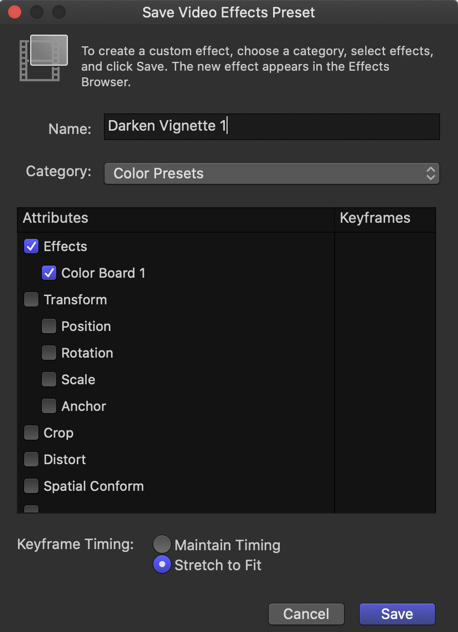 Save Video Effects Preset
To create a custom effect, choose a category, select effects,
and click Save. The new effect appears in the Effects
Browser.
Name: Darken Vignette 1
Category: Color Presets
Attributes Keyframes
Effects
Color Board 1
Transform
Position
Rotation
Scale
Anchor
Crop
Distort
Spatial Conform
Keyframe Timing: Maintain Timing
Stretch to Fit
Cancel Save